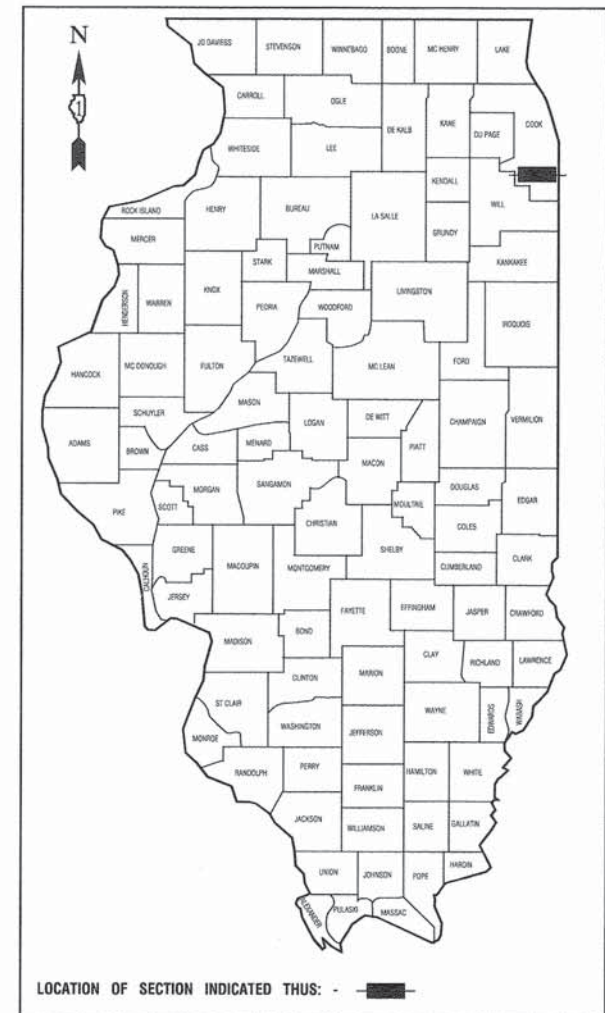 N
1
JO DAVIESS STEVENSON WINNEBAGO BOONE MC HENRY LAKE
CARROLL OGLE DE KALB KANE DU PAGE COOK
WHITESIDE LEE
KENDALL WILL
ROCK ISLAND HENRY BUREAU LA SALLE GRUNDY
MERCER PUTNAM
STARK MARSHALL KANKAKEE
HENDERSON WARREN KNOX PEORIA WOODFORD LIVINGSTON IROQUOIS
HANCOCK MC DONOUGH FULTON TAZEWELL MC LEAN FORD
SCHUYLER MASON LOGAN DE WITT CHAMPAIGN VERMILION
ADAMS BROWN CASS MENARD MACON PIATT
PIKE SCOTT MORGAN SANGAMON MOULTRIE DOUGLAS EDGAR
CHRISTIAN COLES
GREENE MACOUPIN MONTGOMERY SHELBY CUMBERLAND CLARK
CALHOUN JERSEY FAYETTE EFFINGHAM JASPER CRAWFORD
MADISON BOND CLAY RICHLAND LAWRENCE
CLINTON MARION
ST CLAIR WASHINGTON JEFFERSON WAYNE EDWARDS WABASH
MONROE
RANDOLPH PERRY FRANKLIN HAMILTON WHITE
JACKSON WILLIAMSON SALINE GALLATIN
UNION JOHNSON POPE HARDIN
ALEXANDER PULASKI MASSAC
LOCATION OF SECTION INDICATED THUS: -